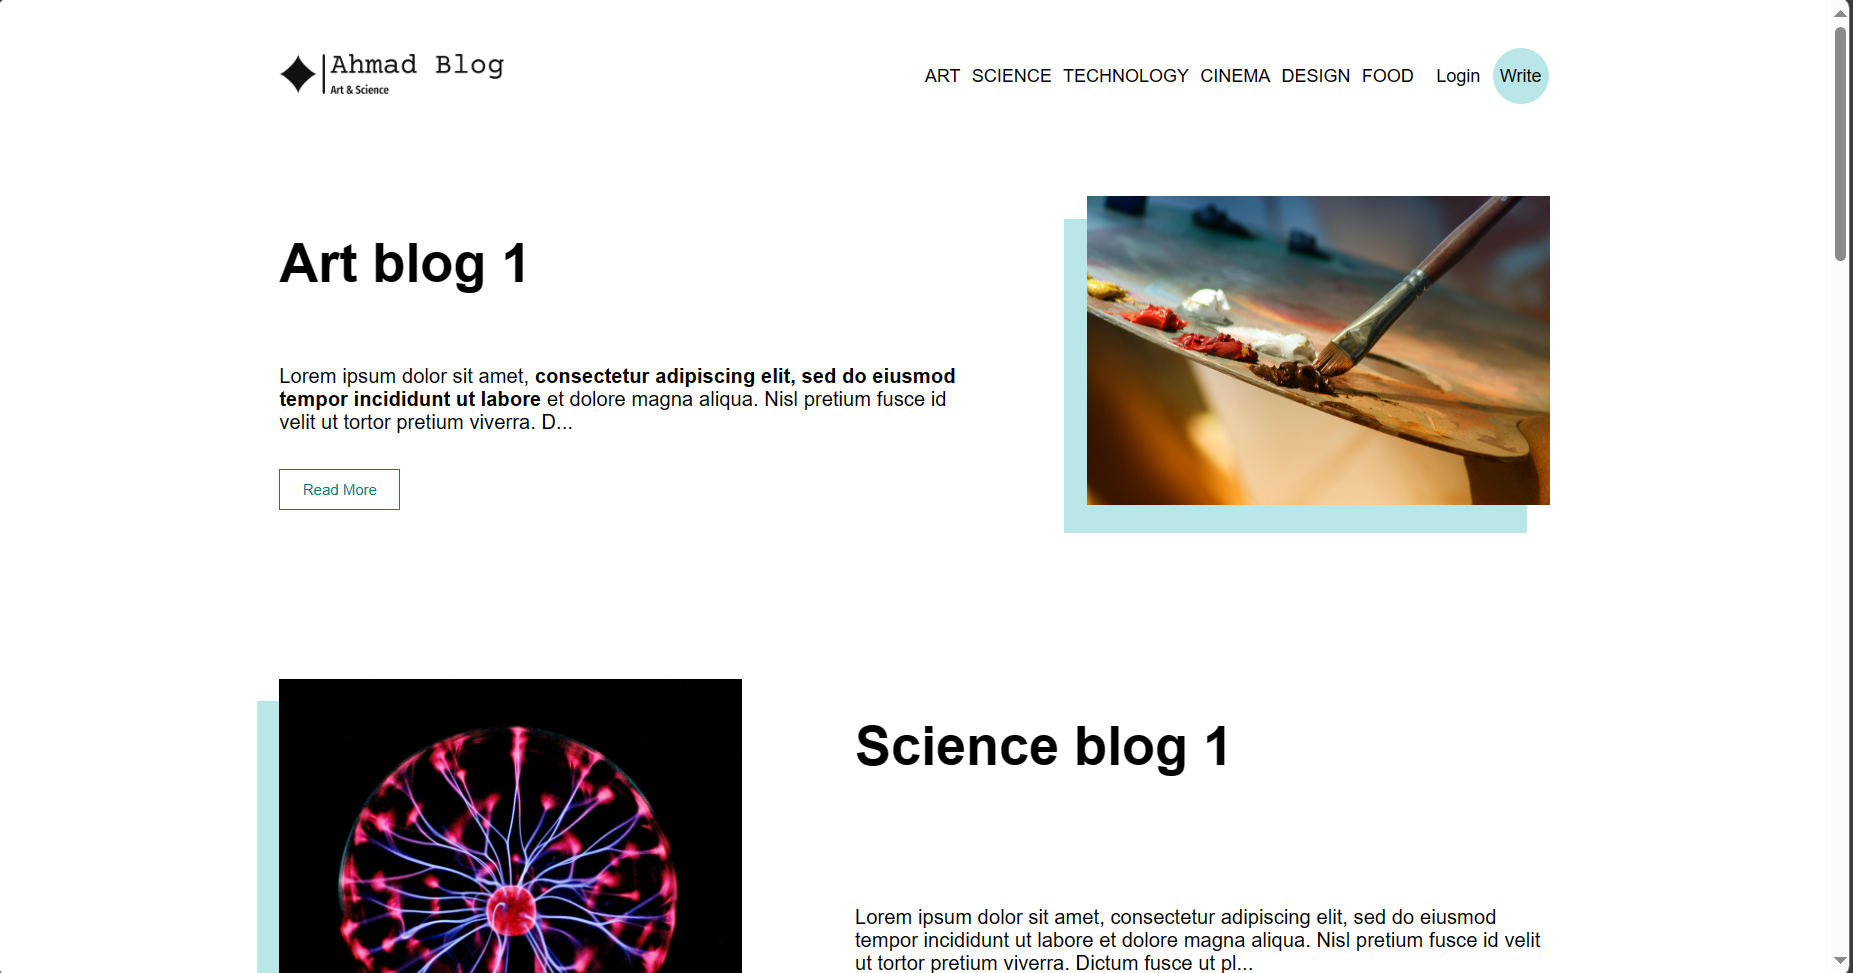 Ahmad Blog
Art & Science
ART SCIENCE TECHNOLOGY CINEMA DESIGN FOOD Login Write
Art blog 1
Lorem ipsum dolor sit amet, consectetur adipiscing elit, sed do eiusmod
tempor incididunt ut labore et dolore magna aliqua. Nisl pretium fusce id
velit ut tortor pretium viverra. D...
Read More
Science blog 1
Lorem ipsum dolor sit amet, consectetur adipiscing elit, sed do eiusmod
tempor incididunt ut labore et dolore magna aliqua. Nisl pretium fusce id velit
ut tortor pretium viverra. Dictum fusce ut pl...